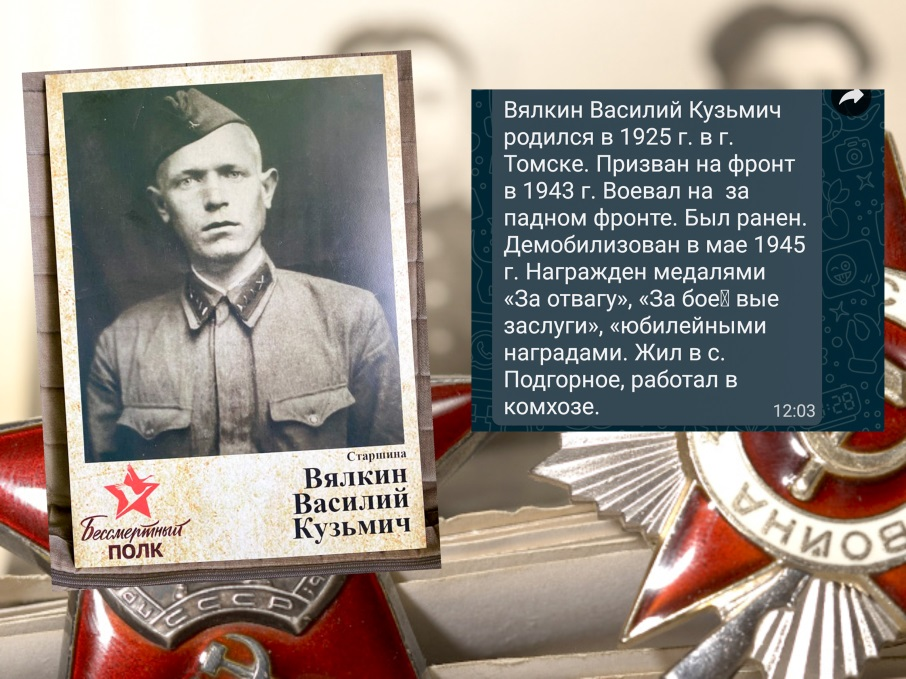 Старшина
Вялкин
Василий
Кузьмич
Бессмертный
ПОЛК
Вялкин Василий Кузьмич
родился в 1925 г. в г.
Томске. Призван на фронт
в 1943 г. Воевал на за
падном фронте. Был ранен.
Демобилизован в мае 1945
г. Награжден медалями
«За отвагу», «За бое вые
заслуги», «юбилейными
наградами. Жил в с.
Подгорное, работал в
комхозе.
12:03
СССР
ВОЙНА